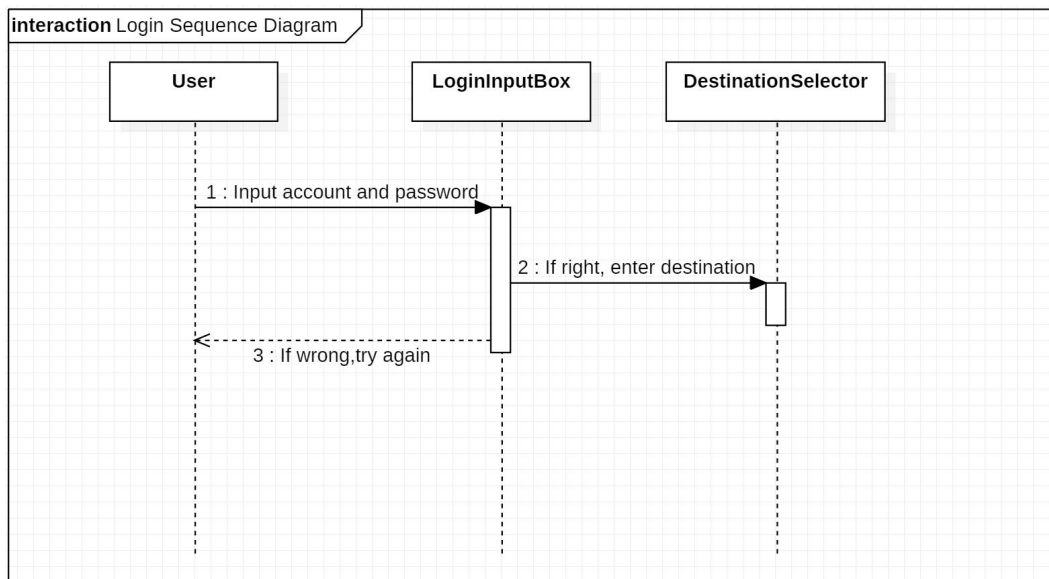 interaction Login Sequence Diagram
User
LoginInputBox
DestinationSelector
1 : Input account and password
2 : If right, enter destination
3 : If wrong,try again